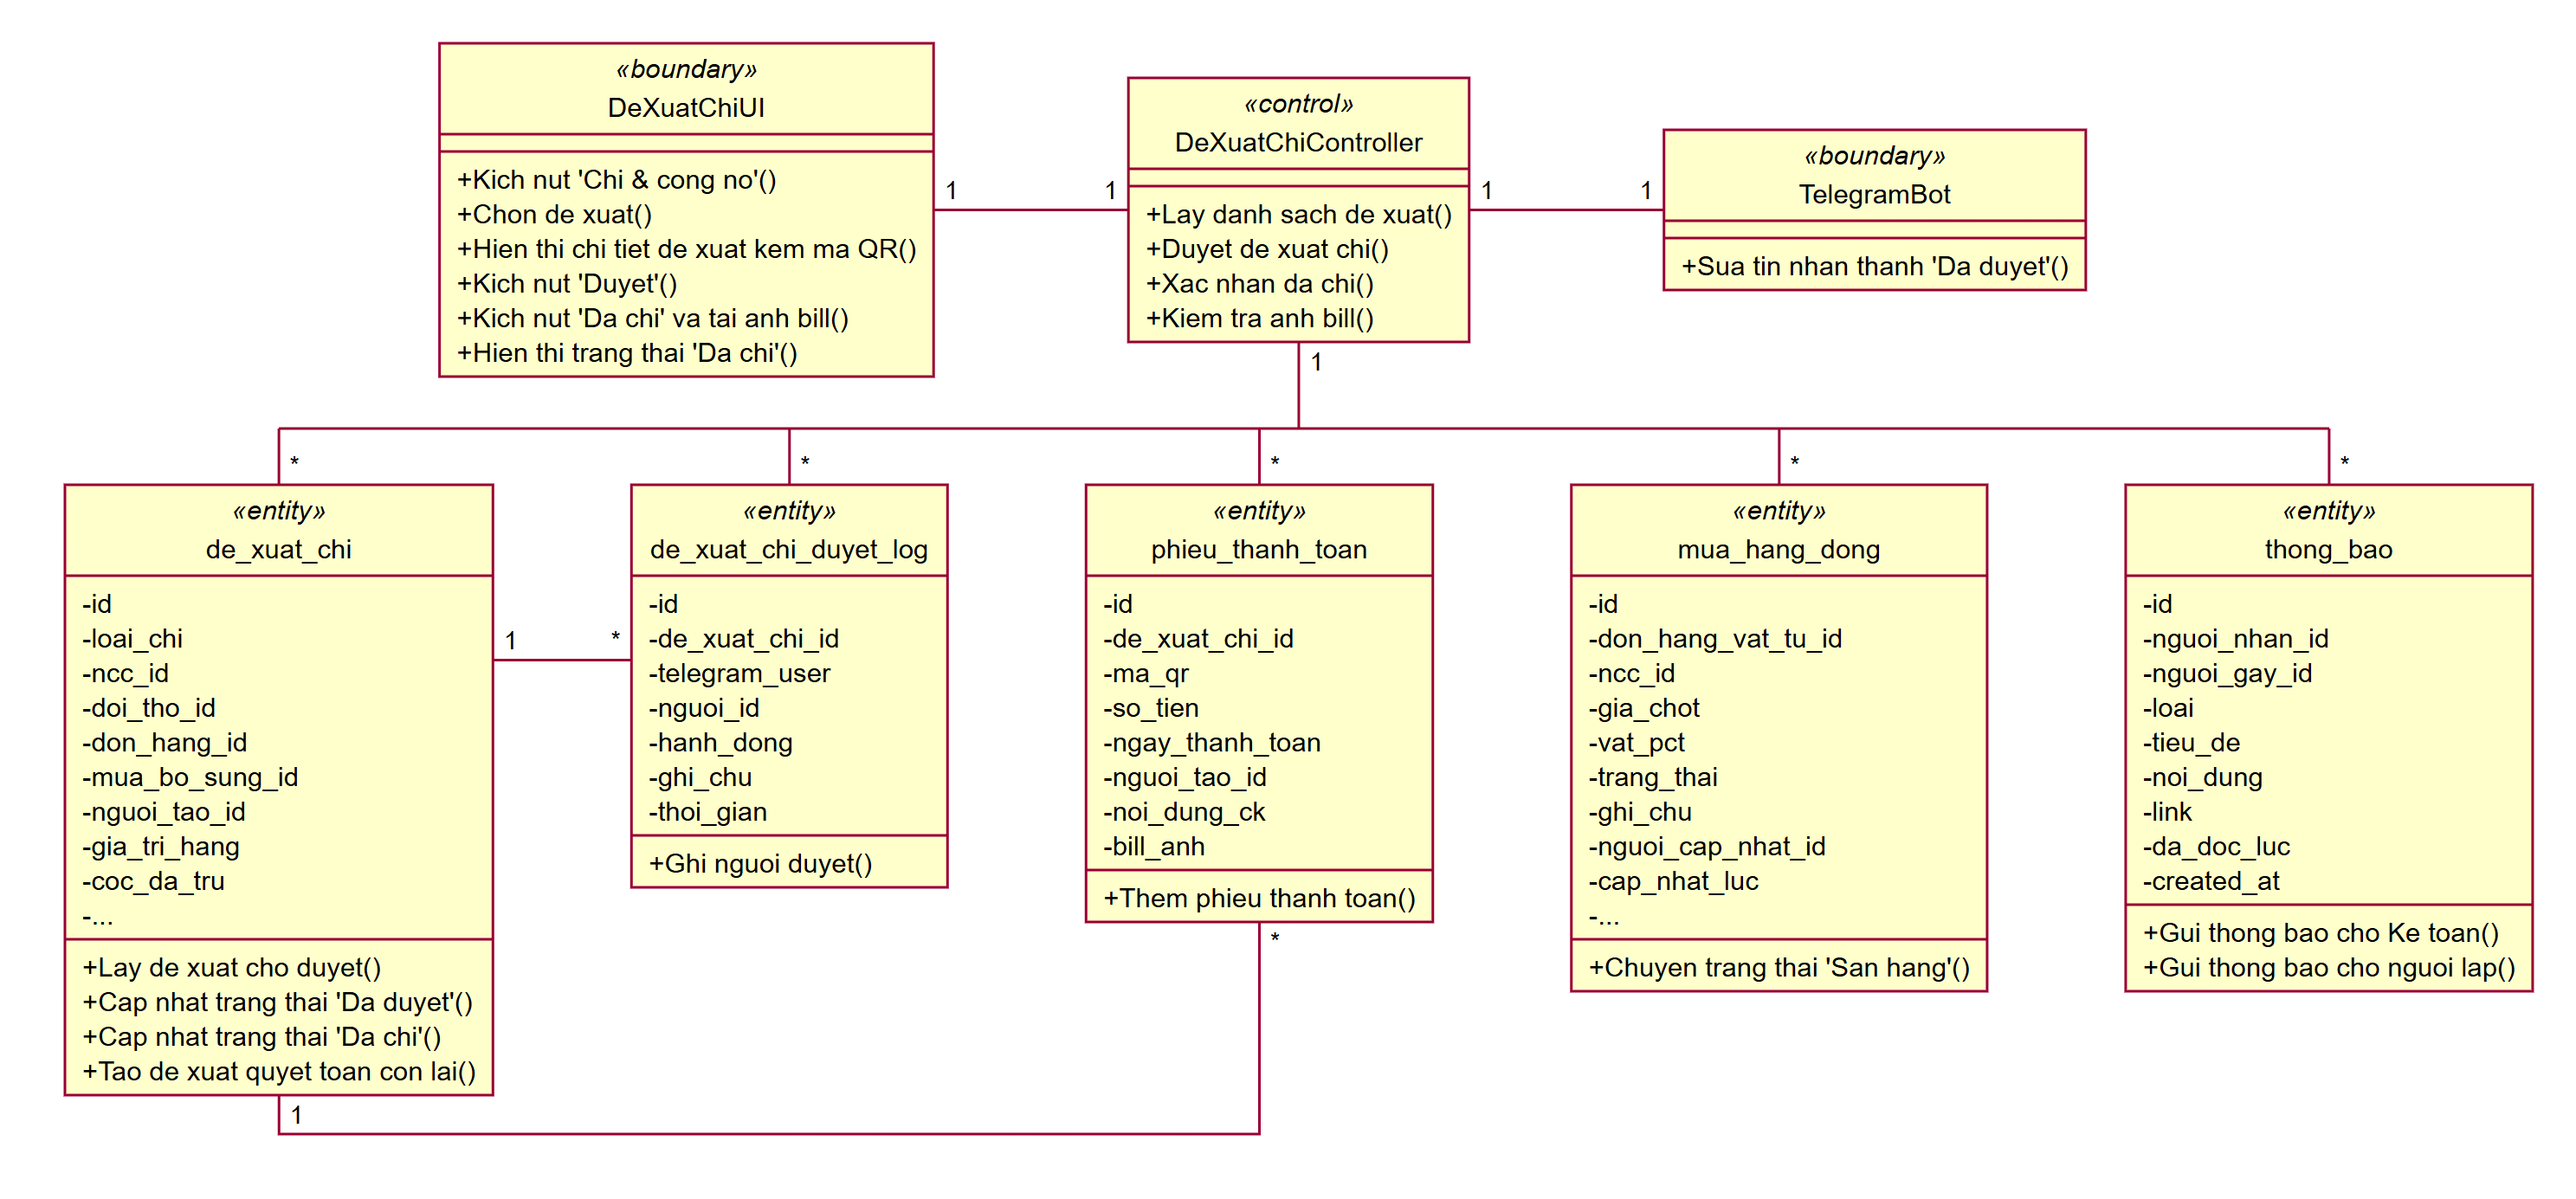 «boundary»
DeXuatChiUI
+Kich nut 'Chi & cong no'()
+Chon de xuat()
+Hien thi chi tiet de xuat kem ma QR()
+Kich nut 'Duyet'()
+Kich nut 'Da chi' va tai anh bill()
+Hien thi trang thai 'Da chi'()
1
1
«control»
DeXuatChiController
+Lay danh sach de xuat()
+Duyet de xuat chi()
+Xac nhan da chi()
+Kiem tra anh bill()
1
1
«boundary»
TelegramBot
+Sua tin nhan thanh 'Da duyet'()
1
*
*
*
*
*
«entity»
de_xuat_chi
-id
-loai_chi
-ncc_id
-doi_tho_id
-don_hang_id
-mua_bo_sung_id
-nguoi_tao_id
-gia_tri_hang
-coc_da_tru
-...
+Lay de xuat cho duyet()
+Cap nhat trang thai 'Da duyet'()
+Cap nhat trang thai 'Da chi'()
+Tao de xuat quyet toan con lai()
1
*
«entity»
de_xuat_chi_duyet_log
-id
-de_xuat_chi_id
-telegram_user
-nguoi_id
-hanh_dong
-ghi_chu
-thoi_gian
+Ghi nguoi duyet()
«entity»
phieu_thanh_toan
-id
-de_xuat_chi_id
-ma_qr
-so_tien
-ngay_thanh_toan
-nguoi_tao_id
-noi_dung_ck
-bill_anh
+Them phieu thanh toan()
*
1
«entity»
mua_hang_dong
-id
-don_hang_vat_tu_id
-ncc_id
-gia_chot
-vat_pct
-trang_thai
-ghi_chu
-nguoi_cap_nhat_id
-cap_nhat_luc
-...
+Chuyen trang thai 'San hang'()
«entity»
thong_bao
-id
-nguoi_nhan_id
-nguoi_gay_id
-loai
-tieu_de
-noi_dung
-link
-da_doc_luc
-created_at
+Gui thong bao cho Ke toan()
+Gui thong bao cho nguoi lap()